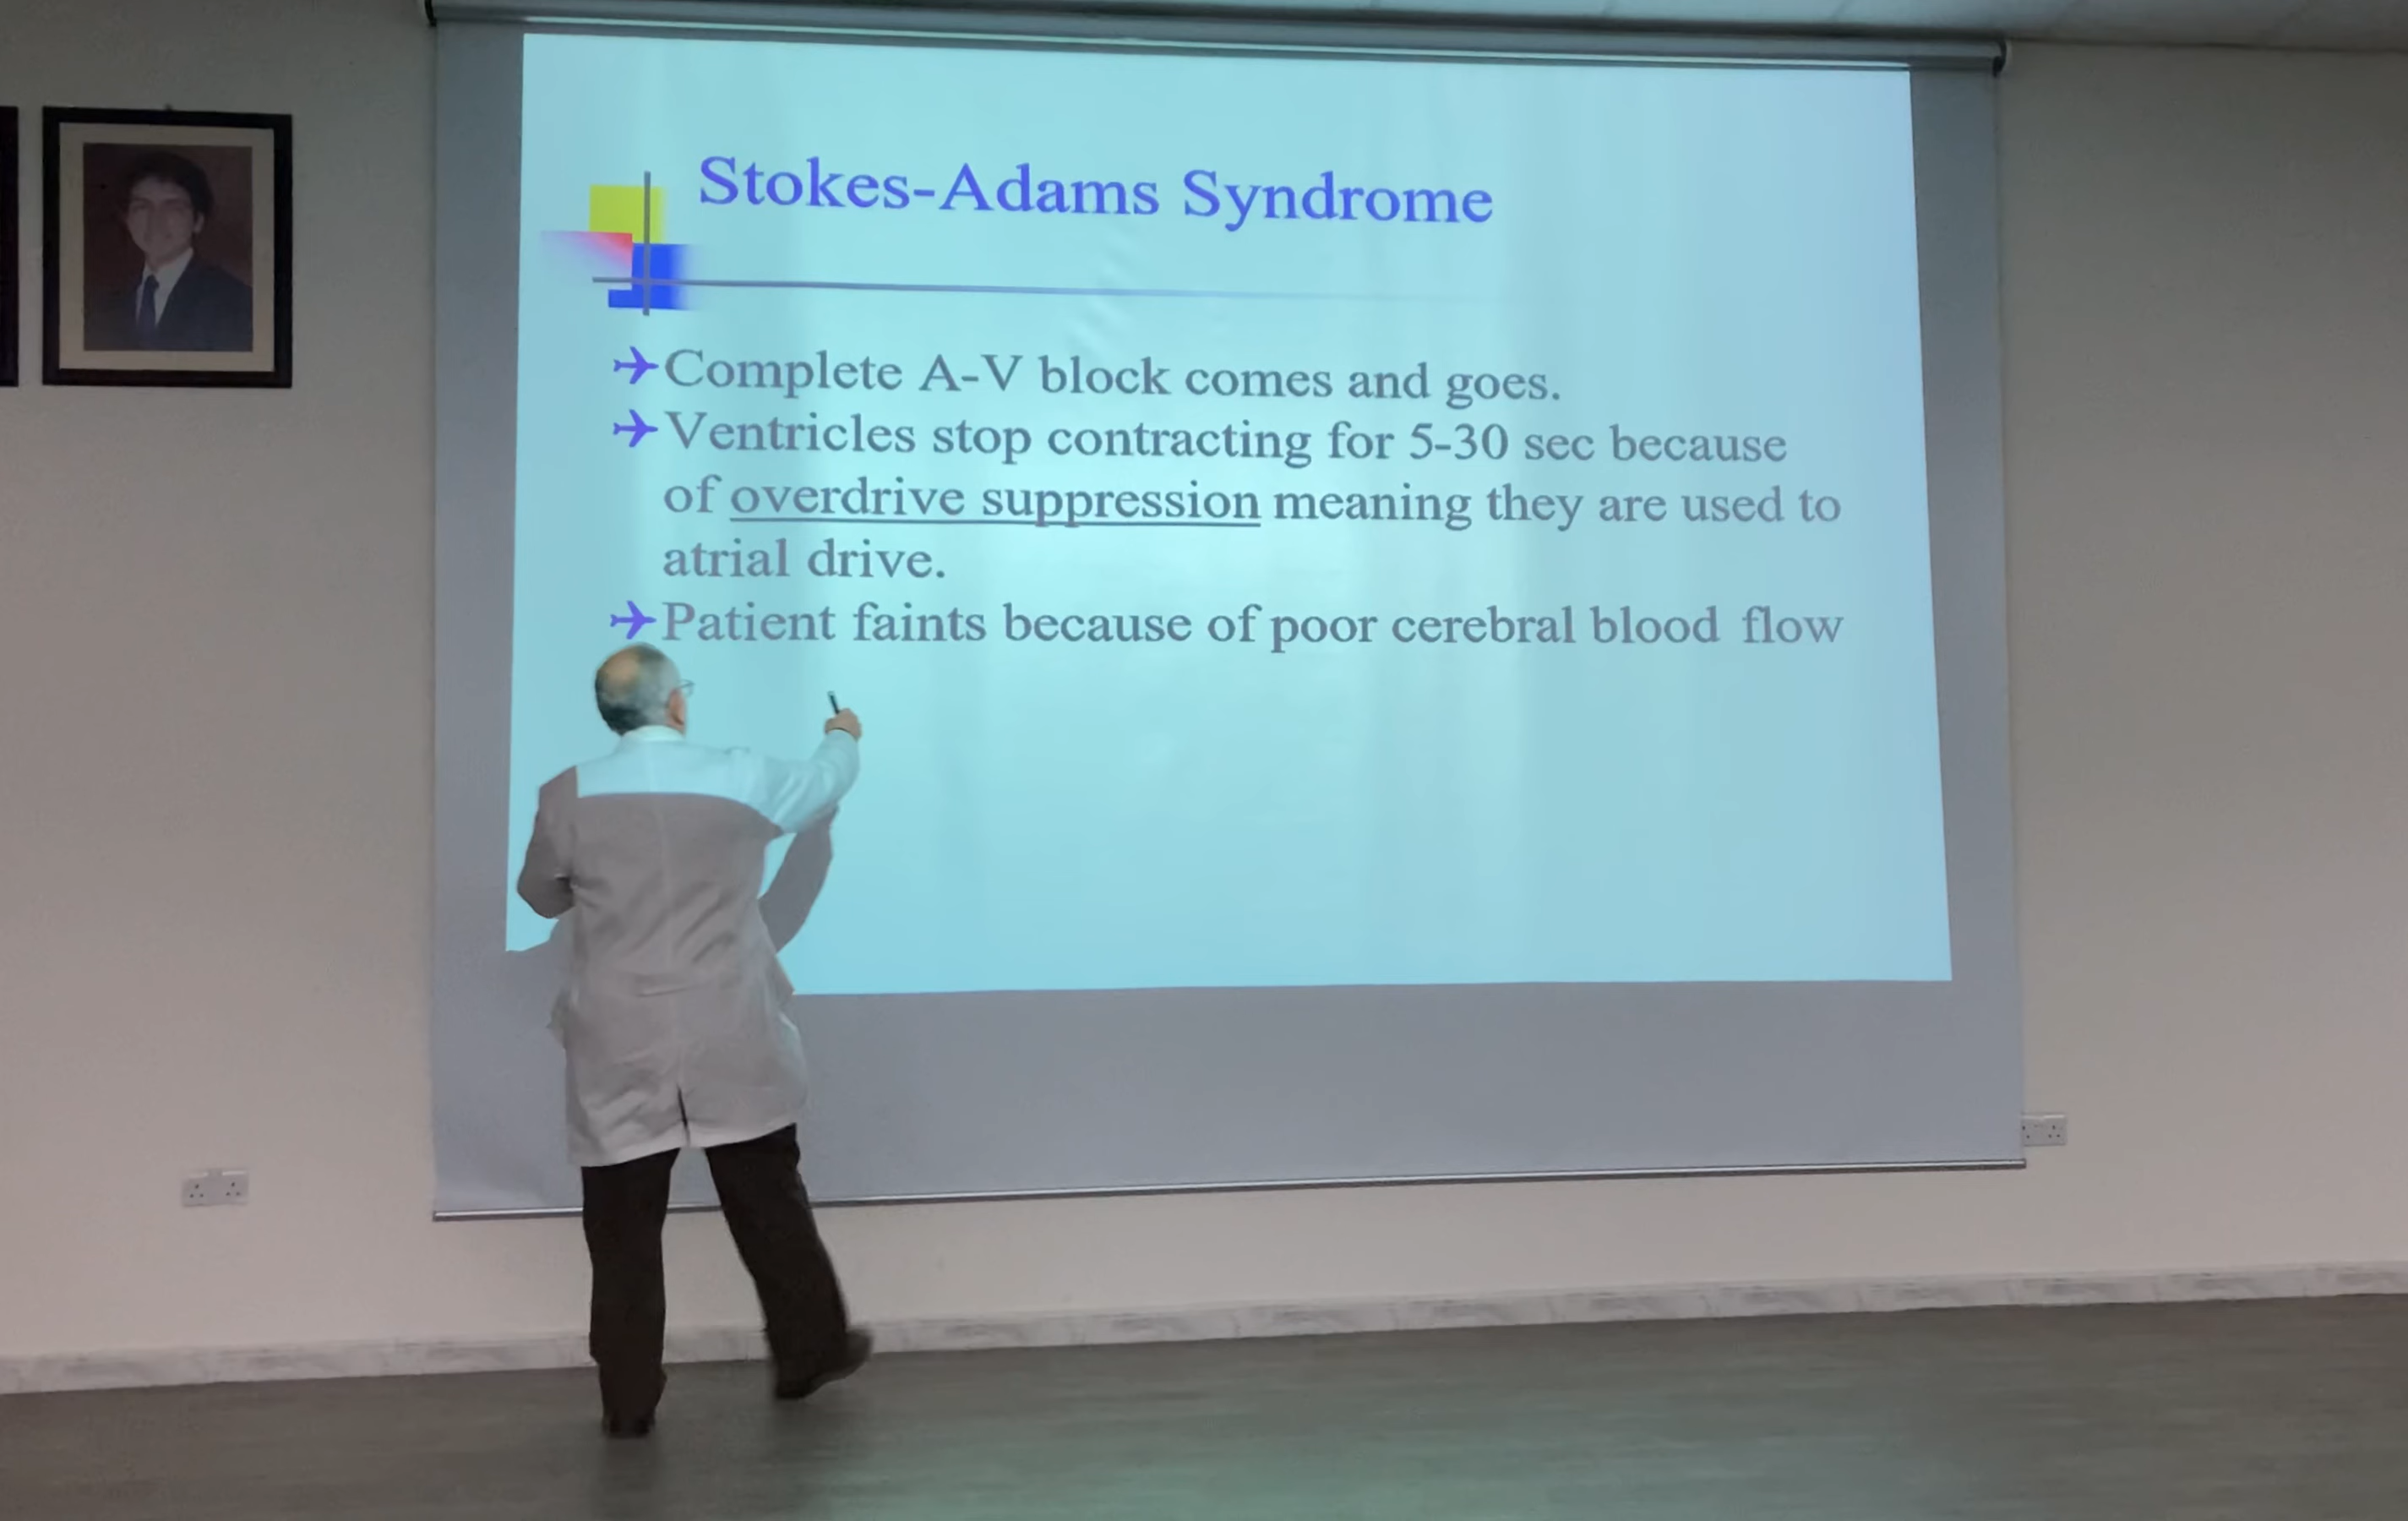 Stokes-Adams Syndrome
Complete A-V block comes and goes.
Ventricles stop contracting for 5-30 sec because
of overdrive suppression meaning they are used to
atrial drive.
Patient faints because of poor cerebral blood flow